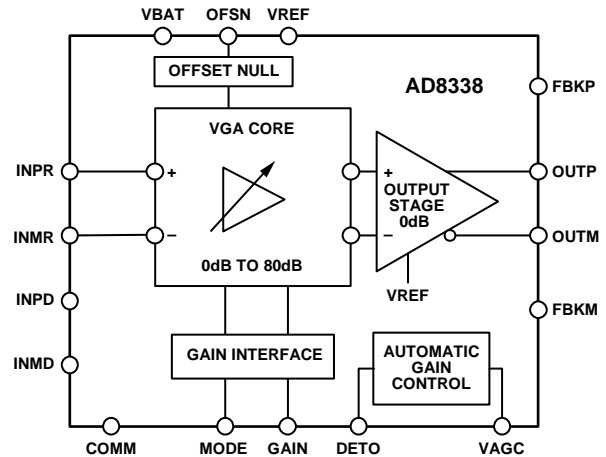 VBAT OFSN VREF
OFFSET NULL
AD8338
FBKP
VGA CORE
INPR
+
+
OUTPUT
STAGE
0dB
OUTP
INMR
–
–
OUTM
0dB TO 80dB
VREF
INPD
FBKM
GAIN INTERFACE
AUTOMATIC
GAIN
CONTROL
INMD
COMM MODE GAIN DETO VAGC